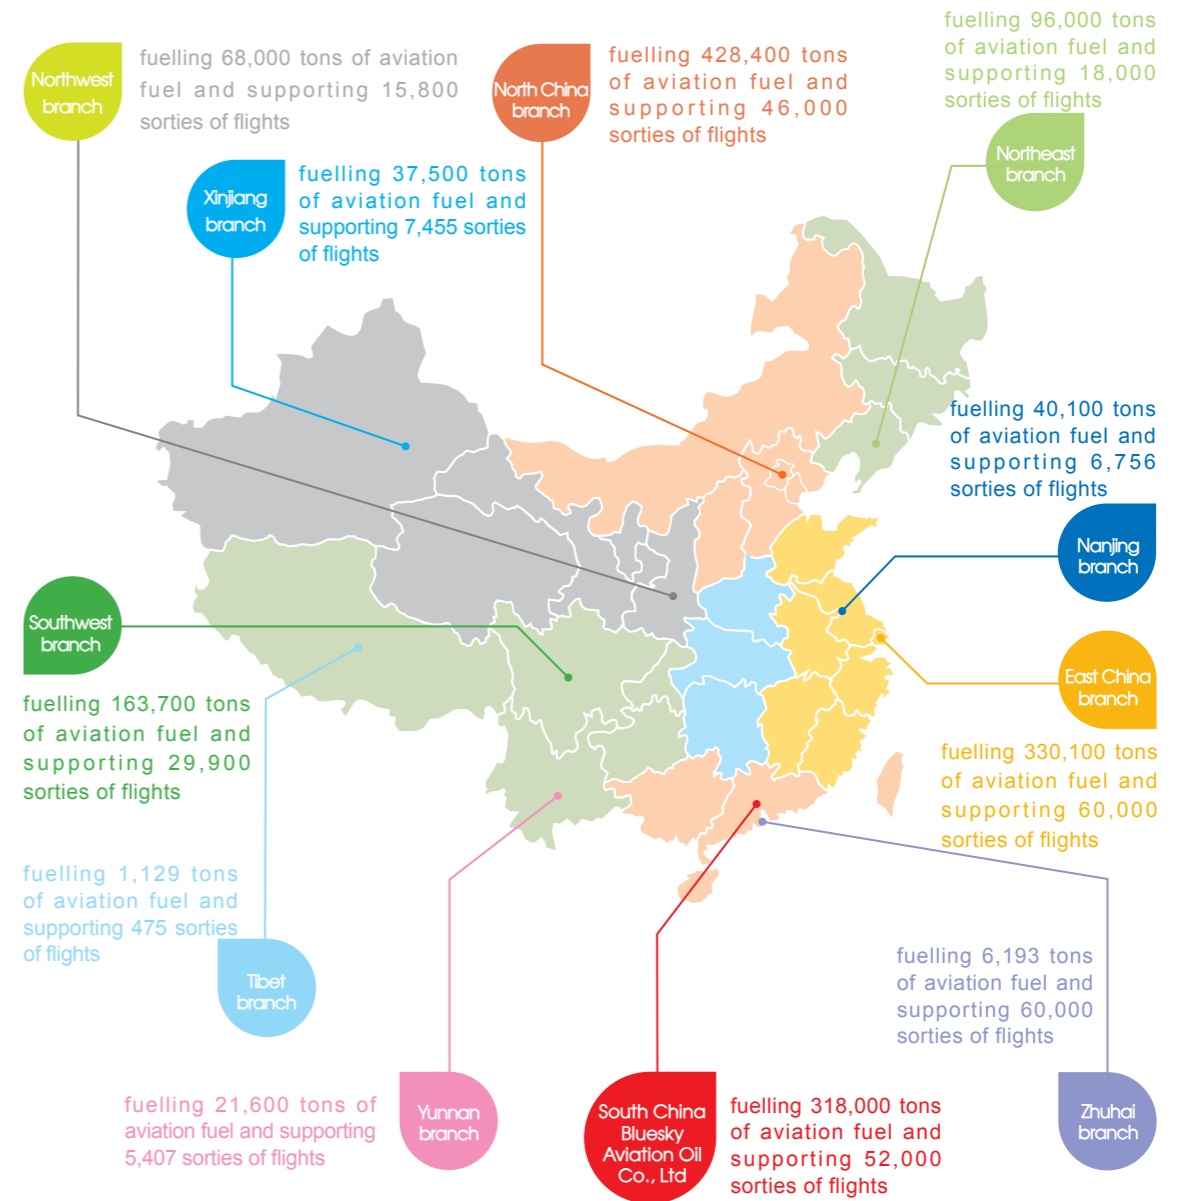 Northwest
branch
fuelling 68,000 tons of aviation
fuel and supporting 15,800
sorties of flights
North China
branch
fuelling 428,400 tons
of aviation fuel and
supporting 46,000
sorties of flights
fuelling 96,000 tons
of aviation fuel and
supporting 18,000
sorties of flights
Northeast
branch
Xinjiang
branch
fuelling 37,500 tons
of aviation fuel and
supporting 7,455 sorties
of flights
fuelling 40,100 tons
of aviation fuel and
supporting 6,756
sorties of flights
Nanjing
branch
Southwest
branch
fuelling 163,700 tons
of aviation fuel and
supporting 29,900
sorties of flights
East China
branch
fuelling 330,100 tons
of aviation fuel and
supporting 60,000
sorties of flights
fuelling 1,129 tons
of aviation fuel and
supporting 475 sorties
of flights
Tibet
branch
fuelling 6,193 tons
of aviation fuel and
supporting 60,000
sorties of flights
Zhuhai
branch
fuelling 21,600 tons of
aviation fuel and supporting
5,407 sorties of flights
Yunnan
branch
South China
Bluesky
Aviation Oil
Co., Ltd
fuelling 318,000 tons
of aviation fuel and
supporting 52,000
sorties of flights